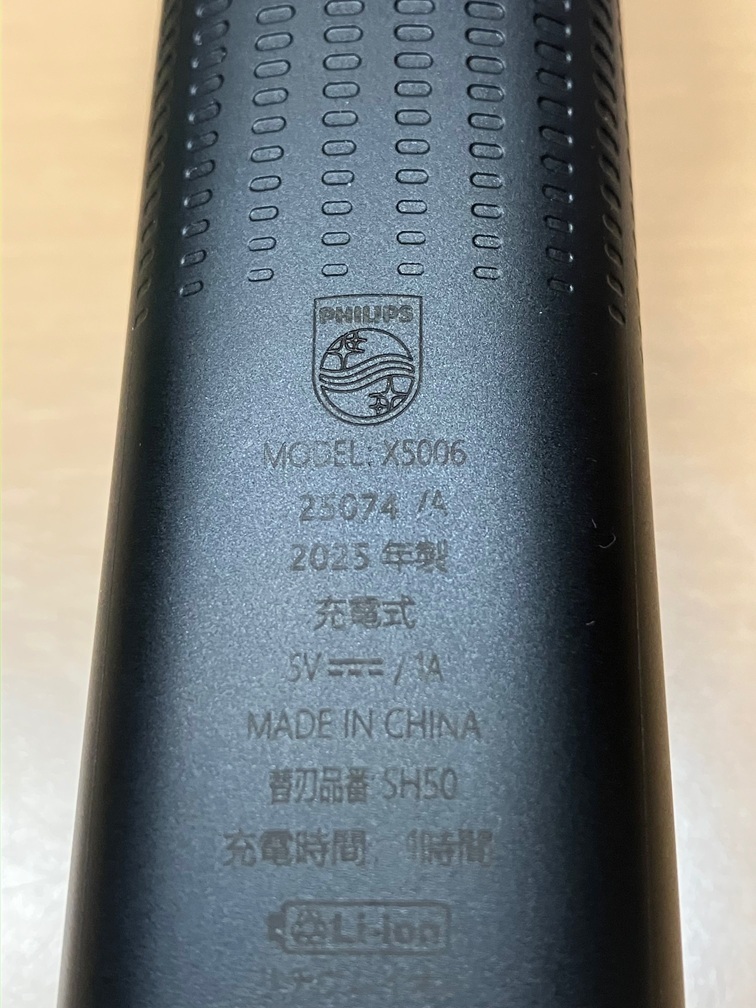 PHILIPS
MODEL: X5006
25074 /A
2025 年製
充電式
5V ⎓ / 1A
MADE IN CHINA
替刃品番 SH50
充電時間 1時間
Li-ion